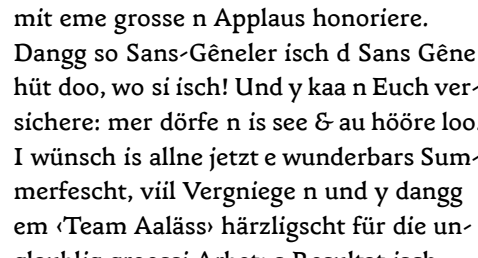 mit eme grosse n Applaus honoriere.
Dangg so Sans-Gêneler isch d Sans Gêne
hüt doo, wo si isch! Und y kaa n Euch ver-
sichere: mer dörfe n is see & au hööre loo.
I wünsch is allne jetzt e wunderbars Sum-
merfescht, viil Vergniege n und y dangg
em ‹Team Aaläss› härzligscht für die un-